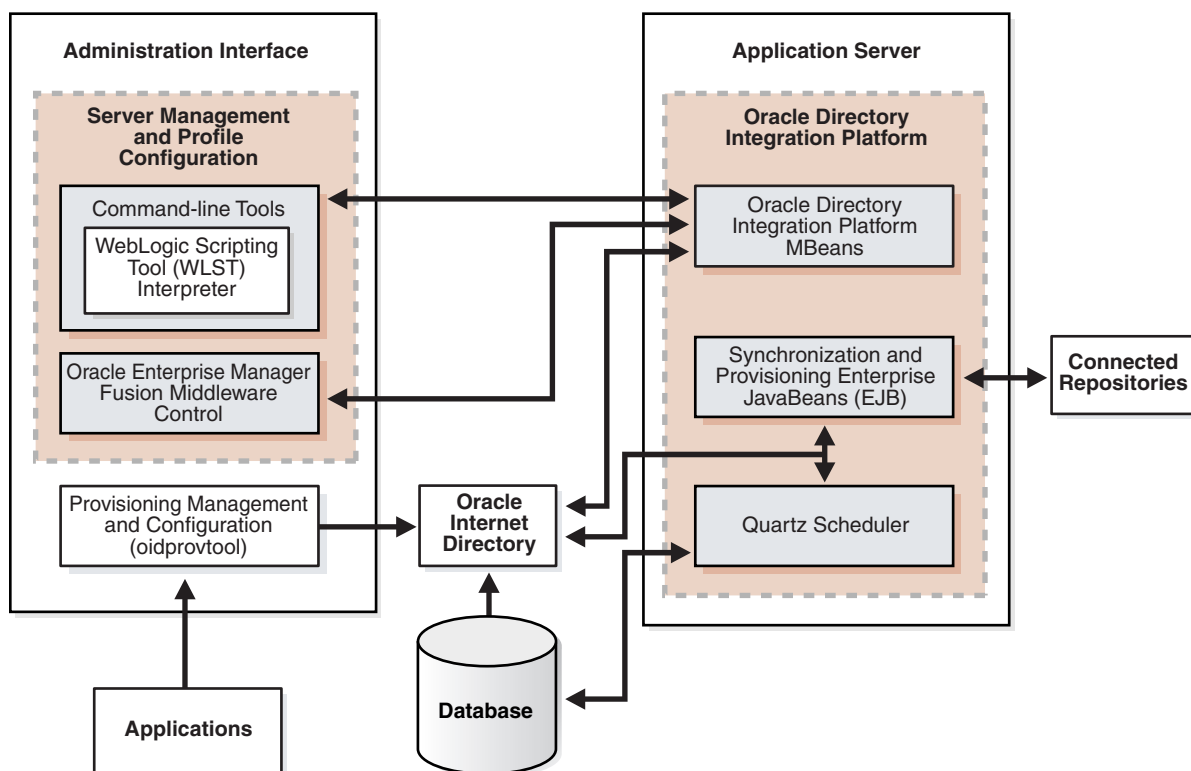 Administration Interface
Server Management
and Profile
Configuration
Command-line Tools
WebLogic Scripting
Tool (WLST)
Interpreter
Oracle Enterprise Manager
Fusion Middleware
Control
Provisioning Management
and Configuration
(oidprovtool)
Applications
Oracle
Internet
Directory
Database
Application Server
Oracle Directory
Integration Platform
Oracle Directory
Integration Platform
MBeans
Synchronization and
Provisioning Enterprise
JavaBeans (EJB)
Quartz Scheduler
Connected
Repositories